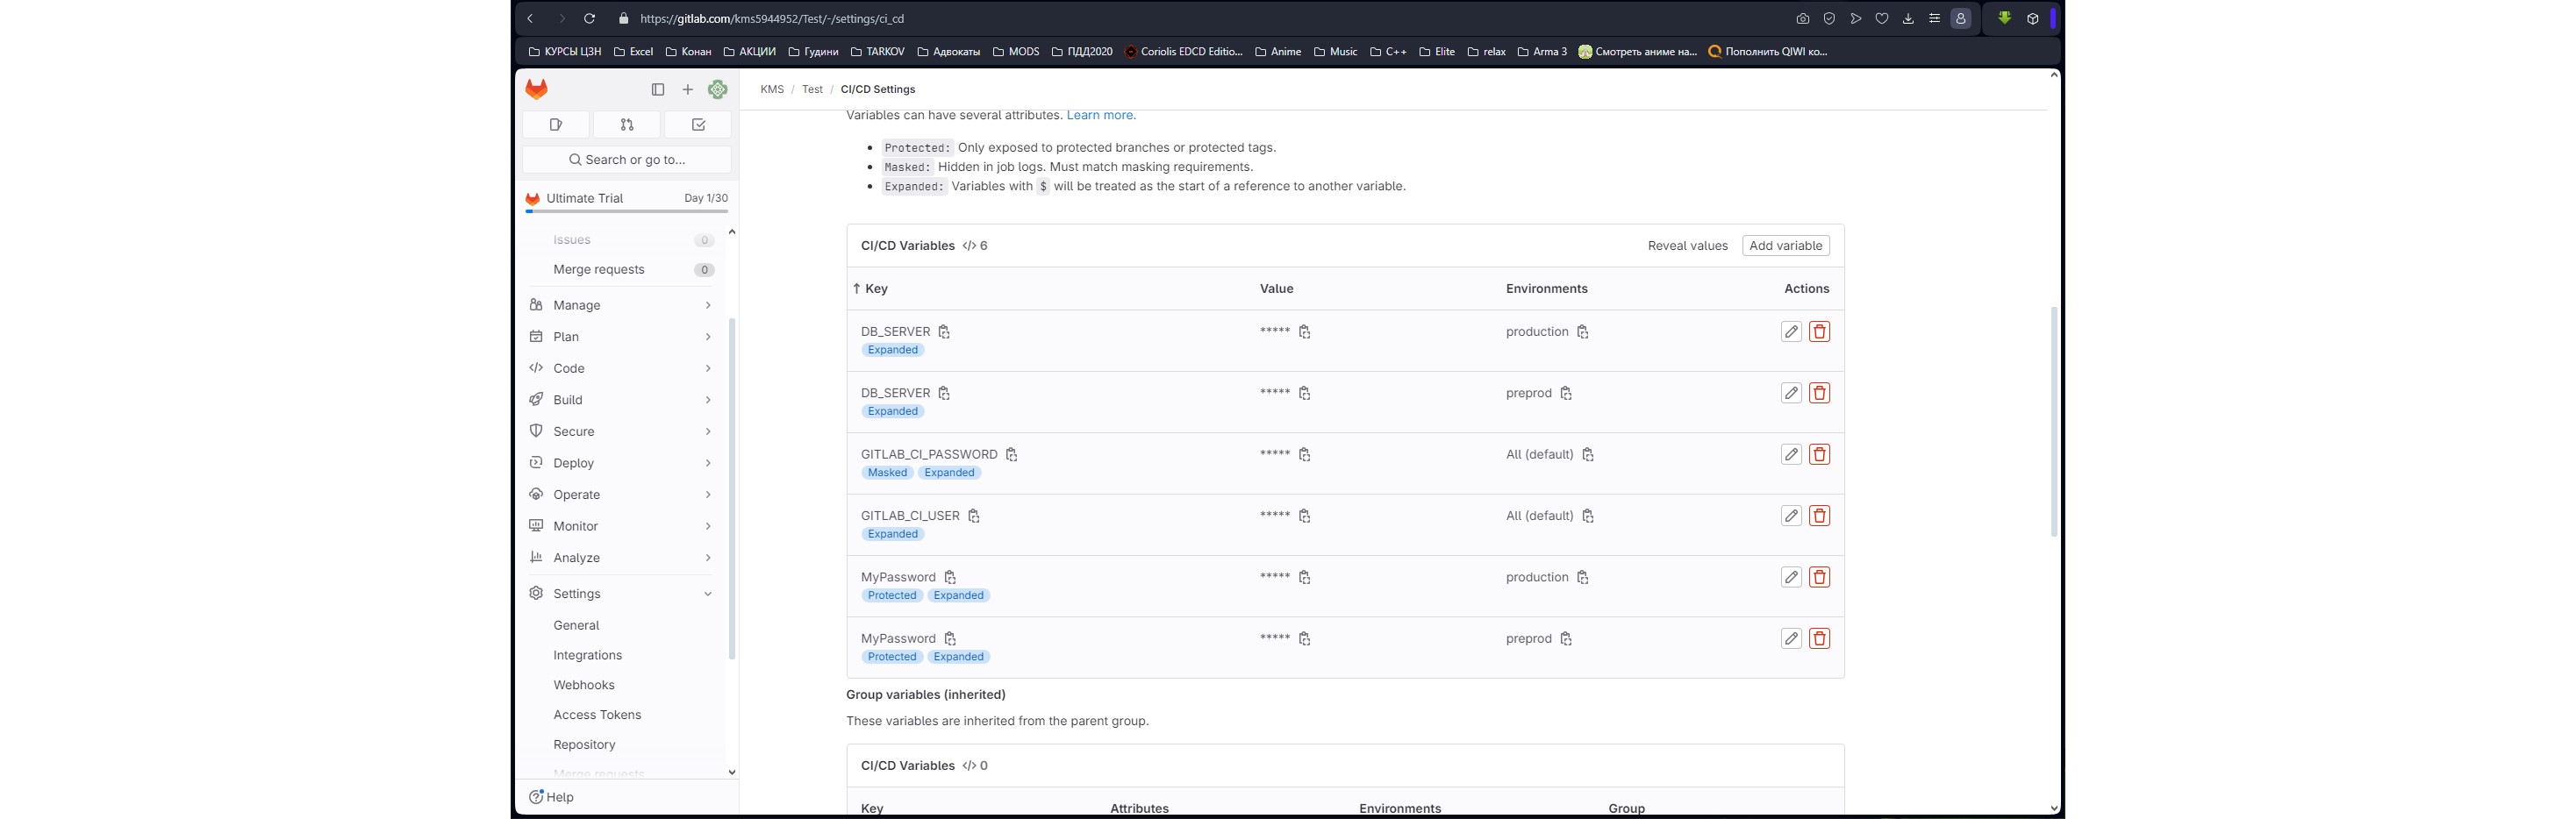 https://gitlab.com/kms5944952/Test/-/settings/ci_cd
КУРСЫ ЦЗН Excel Конан АКЦИИ Гудини TARKOV Адвокаты MODS ПДД2020 Coriolis EDCD Editio... Anime Music C++ Elite relax Arma 3 Смотреть аниме на... Пополнить QIWI ко...
KMS / Test / CI/CD Settings
Search or go to...
Ultimate Trial Day 1/30
Issues 0
Merge requests 0
Manage
Plan
Code
Build
Secure
Deploy
Operate
Monitor
Analyze
Settings
General
Integrations
Webhooks
Access Tokens
Repository
Merge requests
Help
Variables can have several attributes. Learn more.
• Protected: Only exposed to protected branches or protected tags.
• Masked: Hidden in job logs. Must match masking requirements.
• Expanded: Variables with $ will be treated as the start of a reference to another variable.
CI/CD Variables </> 6 Reveal values Add variable
↑ Key Value Environments Actions
DB_SERVER ***** production
Expanded
DB_SERVER ***** preprod
Expanded
GITLAB_CI_PASSWORD ***** All (default)
Masked Expanded
GITLAB_CI_USER ***** All (default)
Expanded
MyPassword ***** production
Protected Expanded
MyPassword ***** preprod
Protected Expanded
Group variables (inherited)
These variables are inherited from the parent group.
CI/CD Variables </> 0
Key Attributes Environments Group